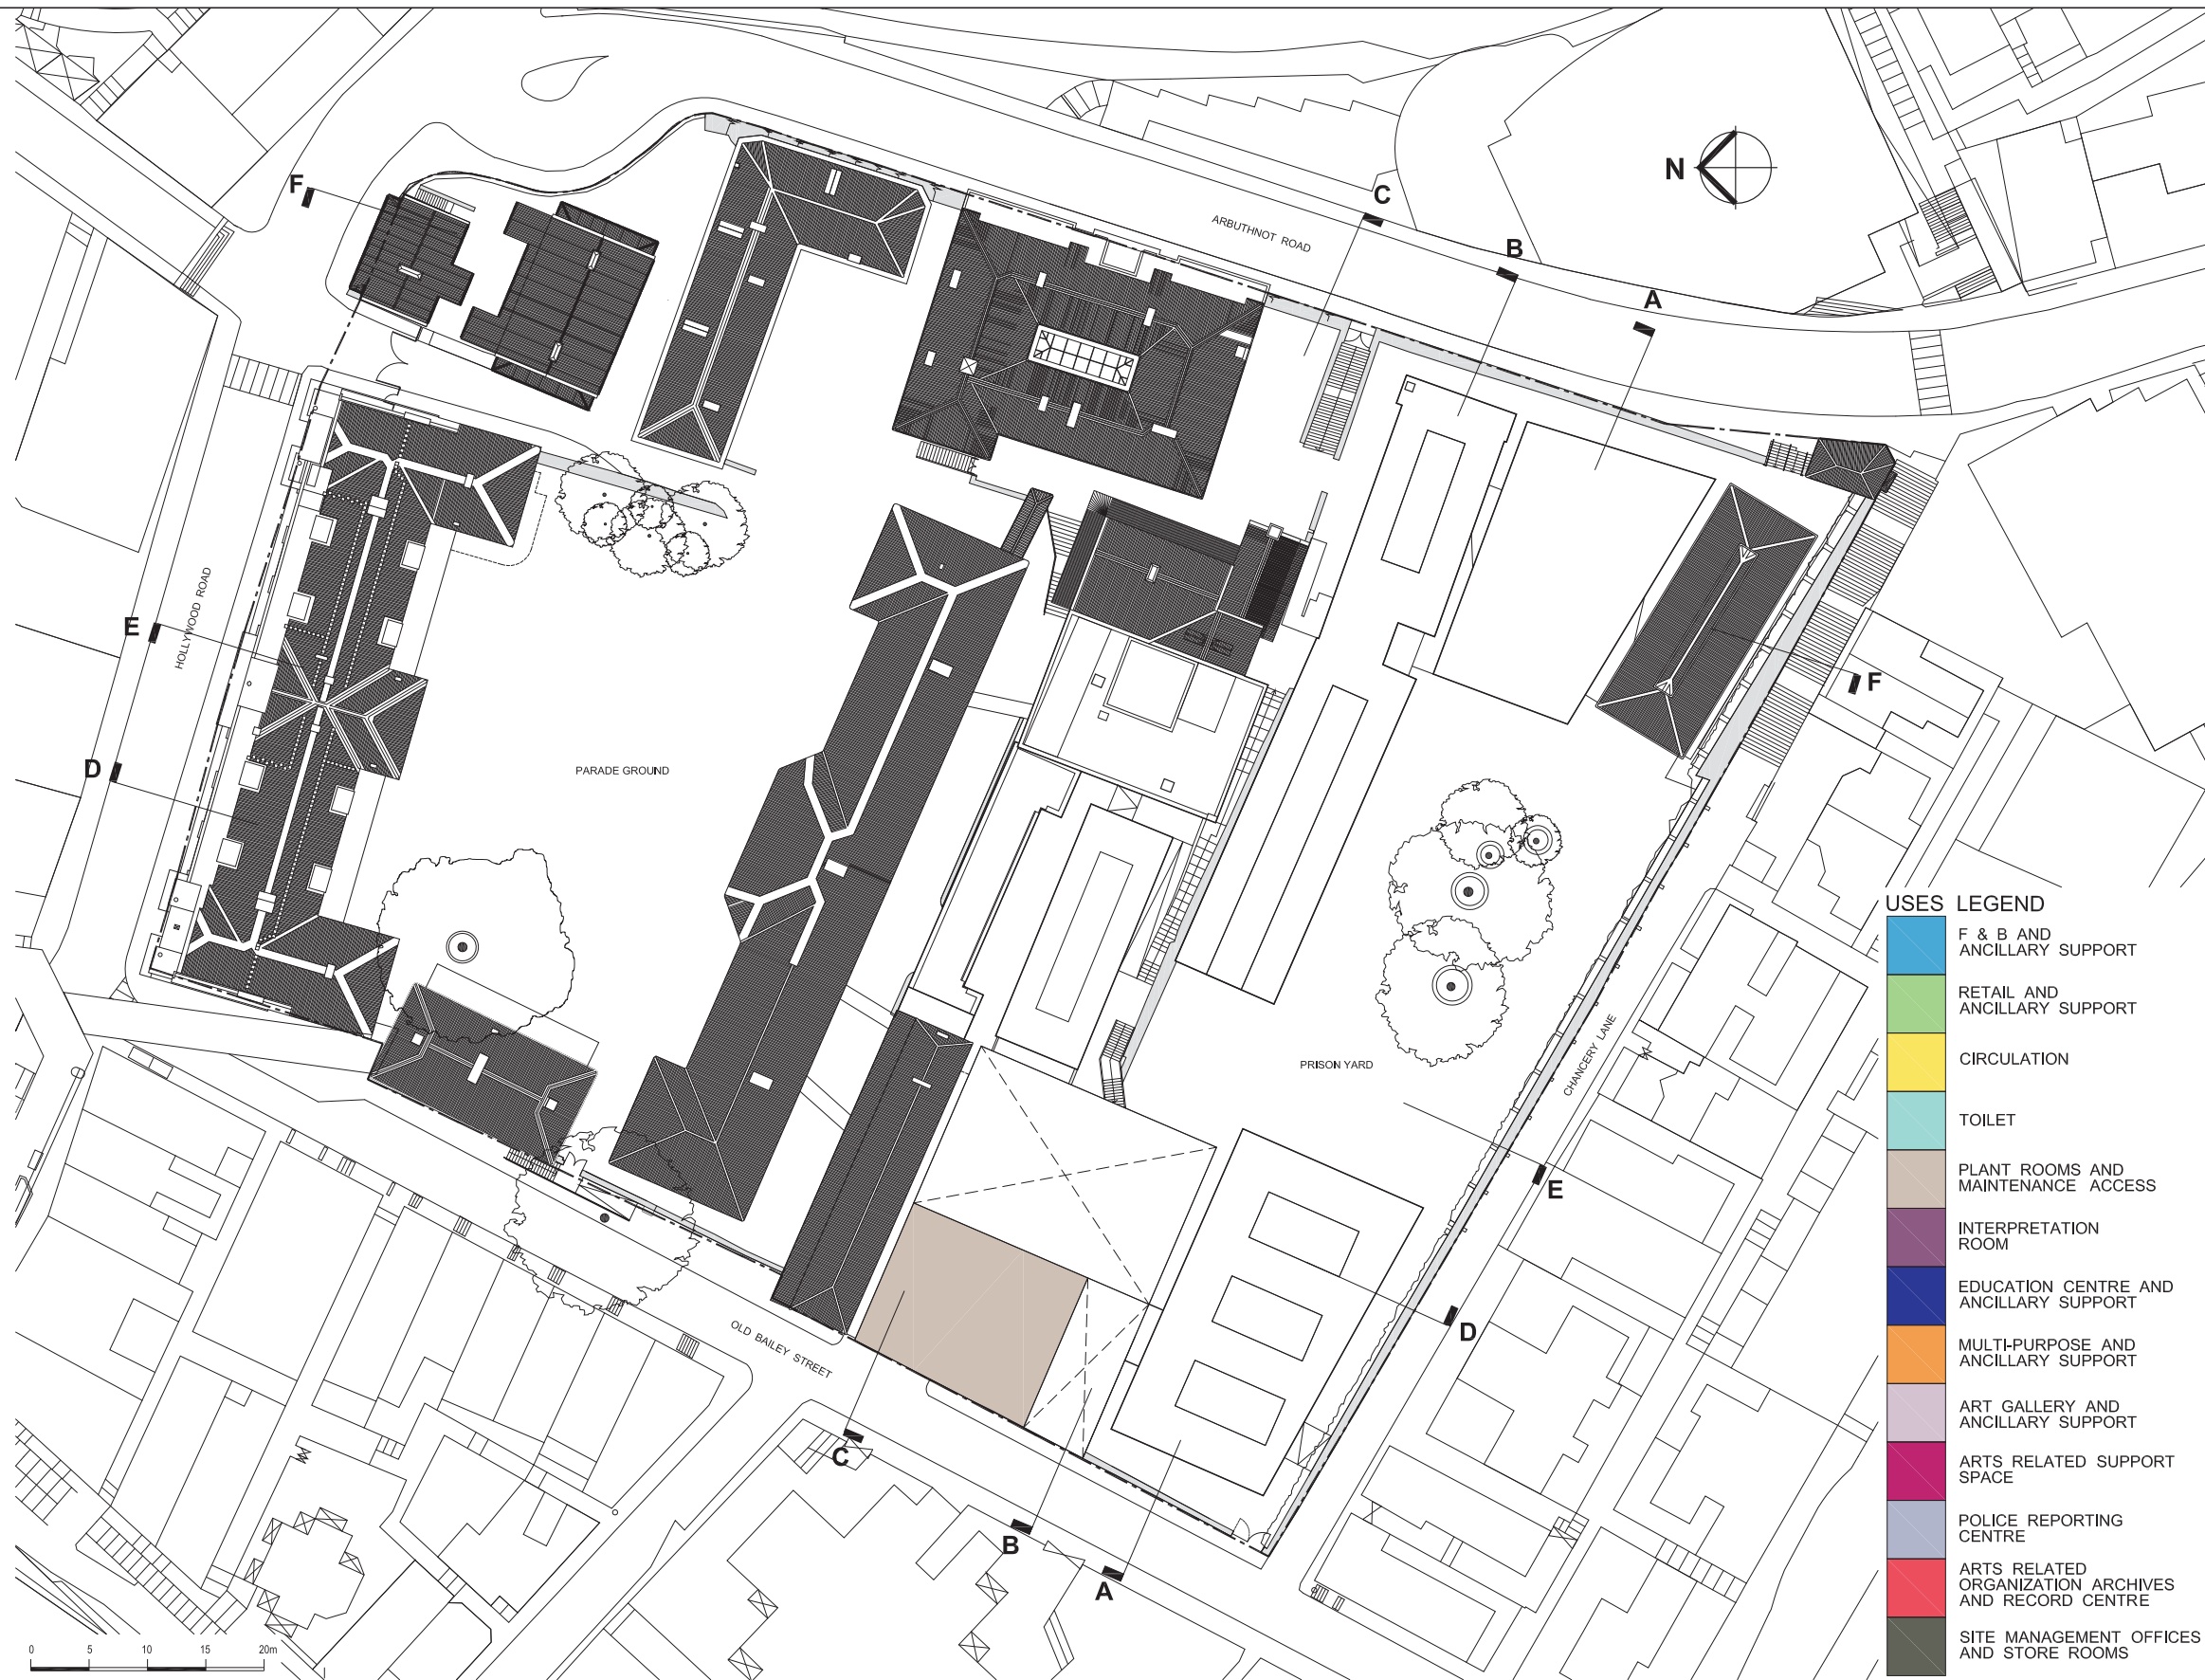 F
N
C
ARBUTHNOT ROAD
B
A
HOLLYWOOD ROAD
E
F
D
PARADE GROUND
USES LEGEND
F & B AND
ANCILLARY SUPPORT
RETAIL AND
ANCILLARY SUPPORT
CIRCULATION
TOILET
PLANT ROOMS AND
MAINTENANCE ACCESS
INTERPRETATION
ROOM
EDUCATION CENTRE AND
ANCILLARY SUPPORT
MULTI-PURPOSE AND
ANCILLARY SUPPORT
ART GALLERY AND
ANCILLARY SUPPORT
ARTS RELATED SUPPORT
SPACE
POLICE REPORTING
CENTRE
ARTS RELATED
ORGANIZATION ARCHIVES
AND RECORD CENTRE
SITE MANAGEMENT OFFICES
AND STORE ROOMS
PRISON YARD
CHANCERY LANE
E
D
OLD BAILEY STREET
C
B
A
0 5 10 15 20m